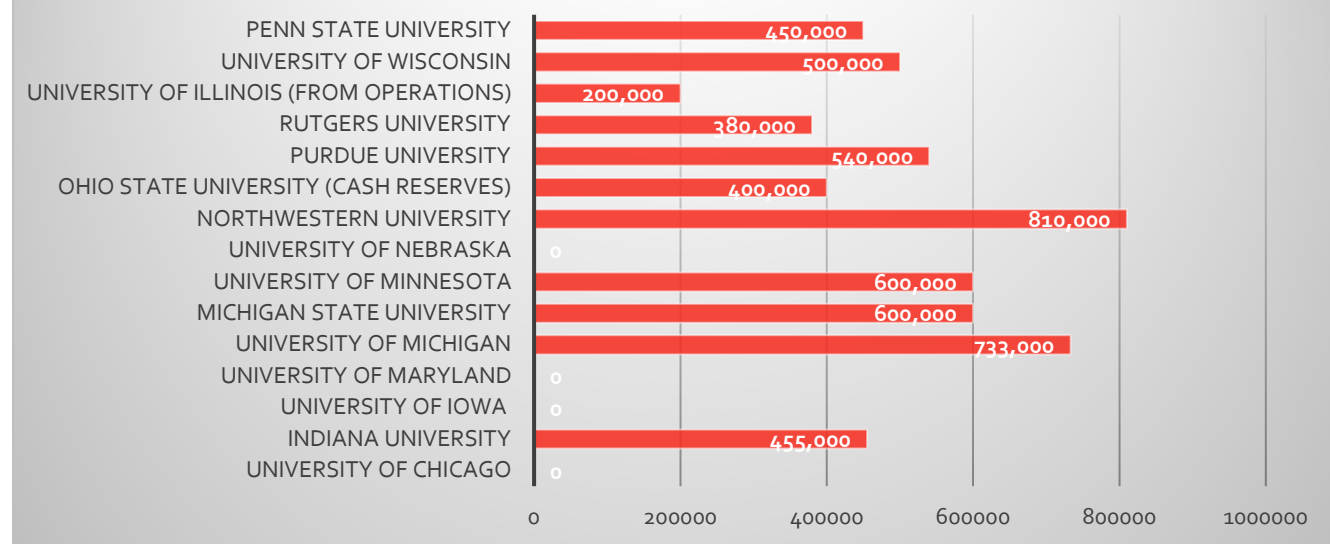 PENN STATE UNIVERSITY 450,000
UNIVERSITY OF WISCONSIN 500,000
UNIVERSITY OF ILLINOIS (FROM OPERATIONS) 200,000
RUTGERS UNIVERSITY 380,000
PURDUE UNIVERSITY 540,000
OHIO STATE UNIVERSITY (CASH RESERVES) 400,000
NORTHWESTERN UNIVERSITY 810,000
UNIVERSITY OF NEBRASKA 0
UNIVERSITY OF MINNESOTA 600,000
MICHIGAN STATE UNIVERSITY 600,000
UNIVERSITY OF MICHIGAN 733,000
UNIVERSITY OF MARYLAND 0
UNIVERSITY OF IOWA 0
INDIANA UNIVERSITY 455,000
UNIVERSITY OF CHICAGO 0
0 200000 400000 600000 800000 1000000